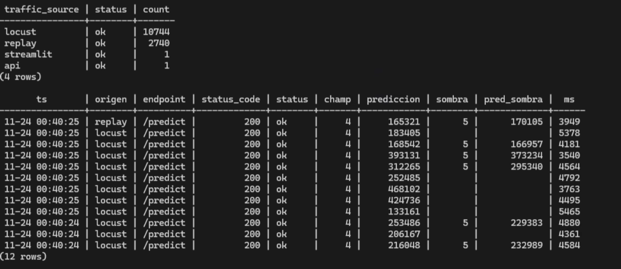 traffic_source | status | count
---------------+--------+-------
locust | ok | 10744
replay | ok | 2740
streamlit | ok | 1
api | ok | 1
(4 rows)
ts | origen | endpoint | status_code | status | champ | prediccion | sombra | pred_sombra | ms
11-24 00:40:25 | replay | /predict | 200 | ok | 4 | 165321 | 5 | 170105 | 3949
11-24 00:40:25 | locust | /predict | 200 | ok | 4 | 183405 | | | 5378
11-24 00:40:25 | locust | /predict | 200 | ok | 4 | 168542 | 5 | 166957 | 4181
11-24 00:40:25 | locust | /predict | 200 | ok | 4 | 393131 | 5 | 373234 | 3540
11-24 00:40:25 | locust | /predict | 200 | ok | 4 | 312265 | 5 | 295340 | 4564
11-24 00:40:25 | locust | /predict | 200 | ok | 4 | 252485 | | | 4792
11-24 00:40:25 | locust | /predict | 200 | ok | 4 | 468102 | | | 3763
11-24 00:40:25 | locust | /predict | 200 | ok | 4 | 424736 | | | 4495
11-24 00:40:25 | locust | /predict | 200 | ok | 4 | 133161 | | | 5465
11-24 00:40:24 | locust | /predict | 200 | ok | 4 | 253486 | 5 | 229383 | 4880
11-24 00:40:24 | locust | /predict | 200 | ok | 4 | 206167 | | | 4361
11-24 00:40:24 | locust | /predict | 200 | ok | 4 | 216048 | 5 | 232989 | 4584
(12 rows)